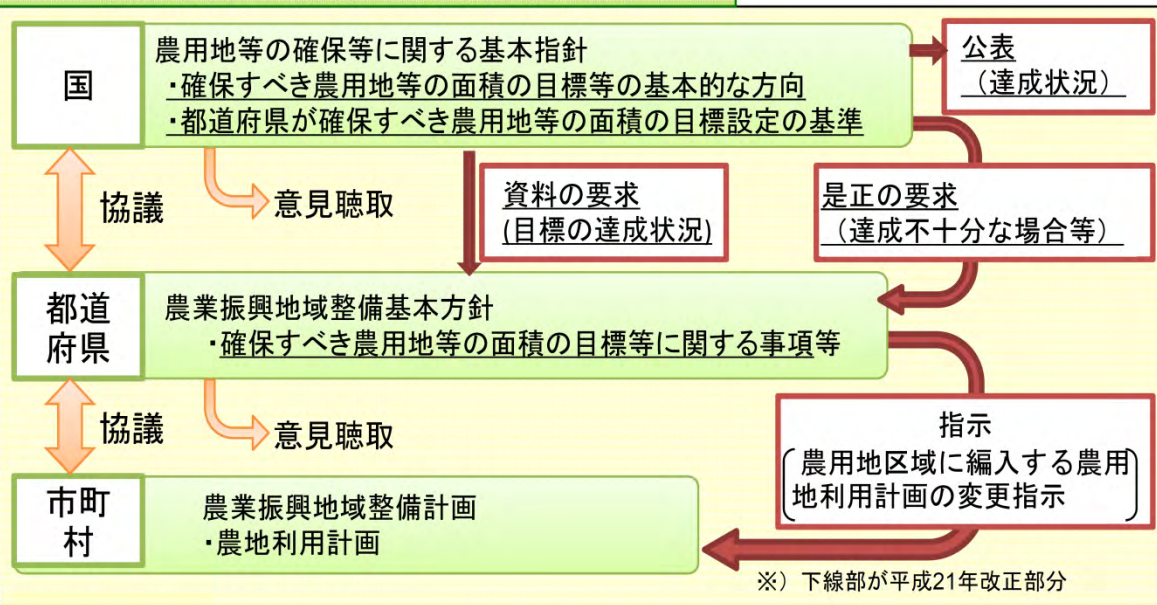 国
農用地等の確保等に関する基本指針
・確保すべき農用地等の面積の目標等の基本的な方向
・都道府県が確保すべき農用地等の面積の目標設定の基準
公表
（達成状況）
協議
意見聴取
資料の要求
(目標の達成状況)
是正の要求
（達成不十分な場合等）
都道
府県
農業振興地域整備基本方針
・確保すべき農用地等の面積の目標等に関する事項等
協議
意見聴取
指示
農用地区域に編入する農用
地利用計画の変更指示
市町
村
農業振興地域整備計画
・農地利用計画
※）下線部が平成21年改正部分